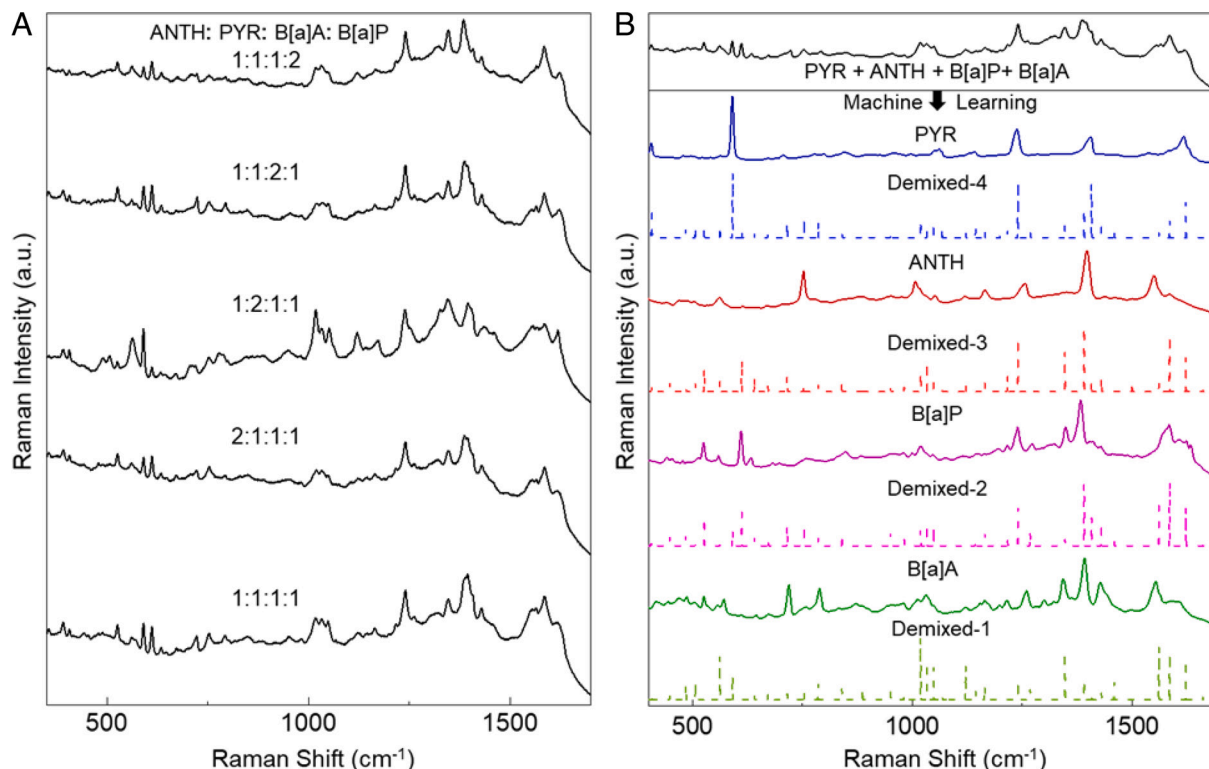 A
ANTH: PYR: B[a]A: B[a]P
1:1:1:2
1:1:2:1
1:2:1:1
2:1:1:1
1:1:1:1
Raman Intensity (a.u.)
500
1000
1500
Raman Shift (cm⁻¹)
B
PYR + ANTH + B[a]P+ B[a]A
Machine Learning
PYR
Demixed-4
ANTH
Demixed-3
B[a]P
Demixed-2
B[a]A
Demixed-1
Raman Intensity (a.u.)
500
1000
1500
Raman Shift (cm⁻¹)